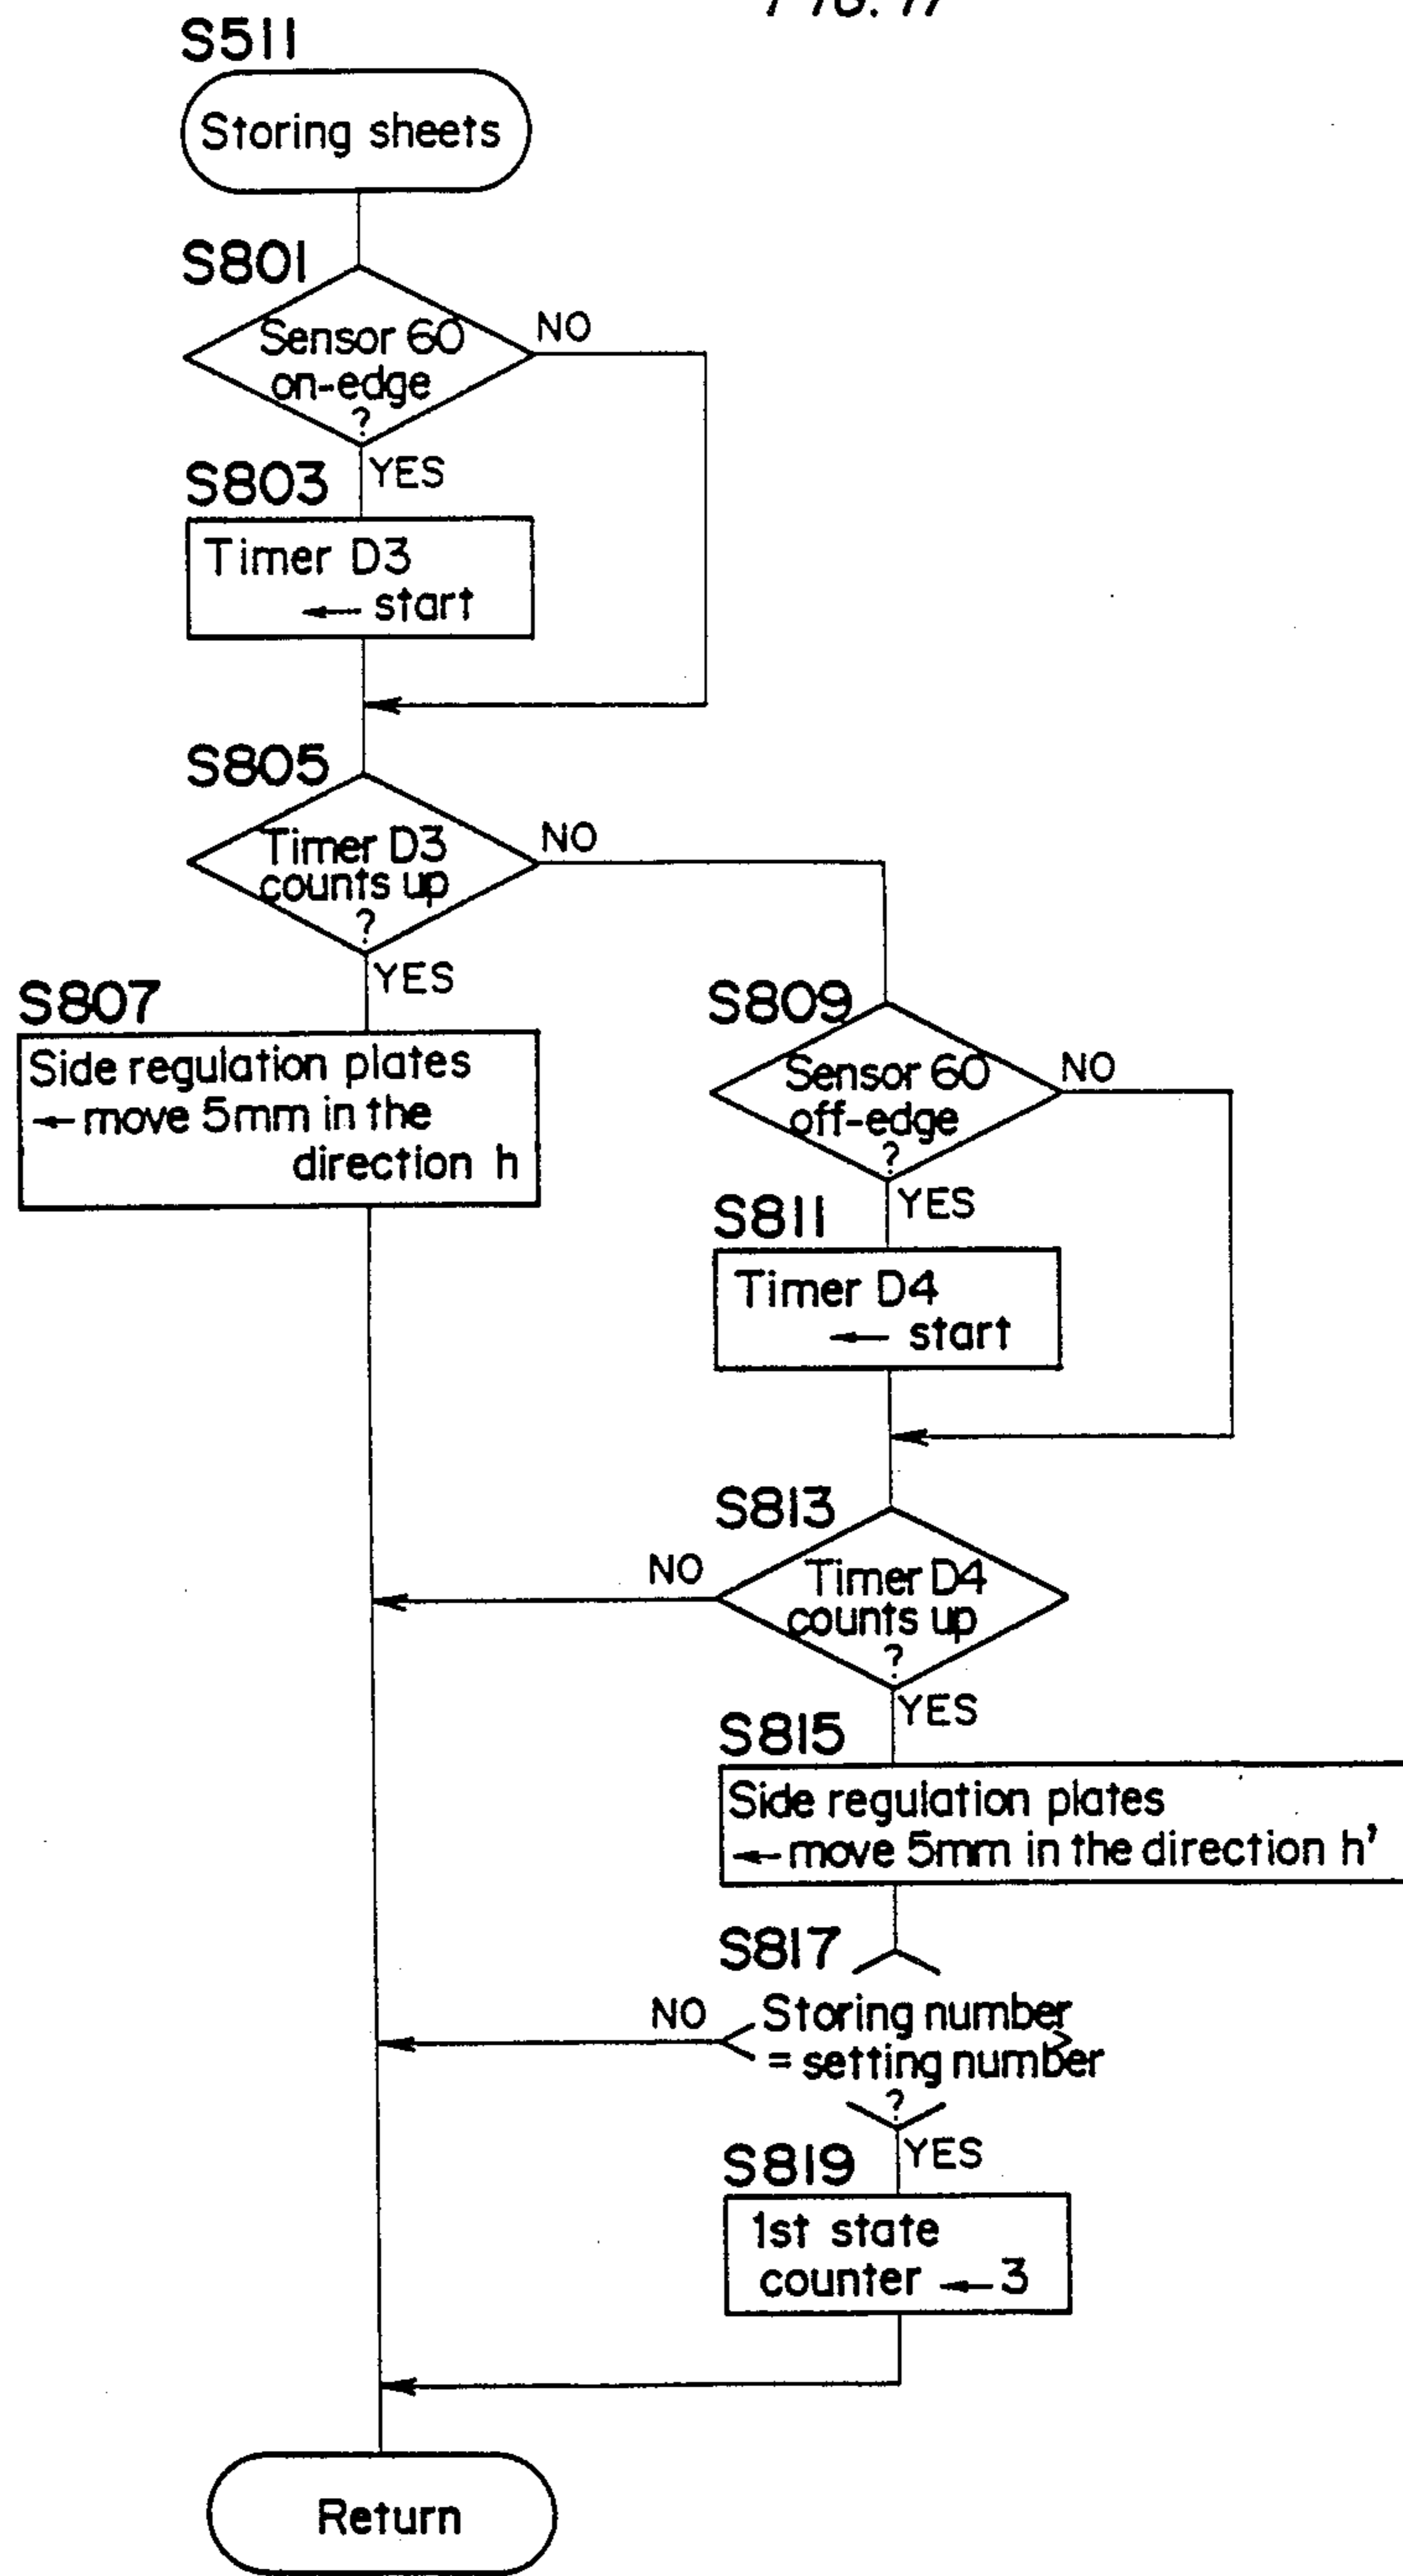 S511
Storing sheets
S801
Sensor 60
on-edge
?
NO
YES
S803
Timer D3
← start
S805
Timer D3
counts up
?
NO
YES
S807
Side regulation plates
← move 5mm in the
direction h
S809
Sensor 60
off-edge
?
NO
YES
S811
Timer D4
← start
S813
Timer D4
counts up
?
NO
YES
S815
Side regulation plates
← move 5mm in the direction h'
S817
Storing number
= setting number
?
NO
YES
S819
1st state
counter ← 3
Return